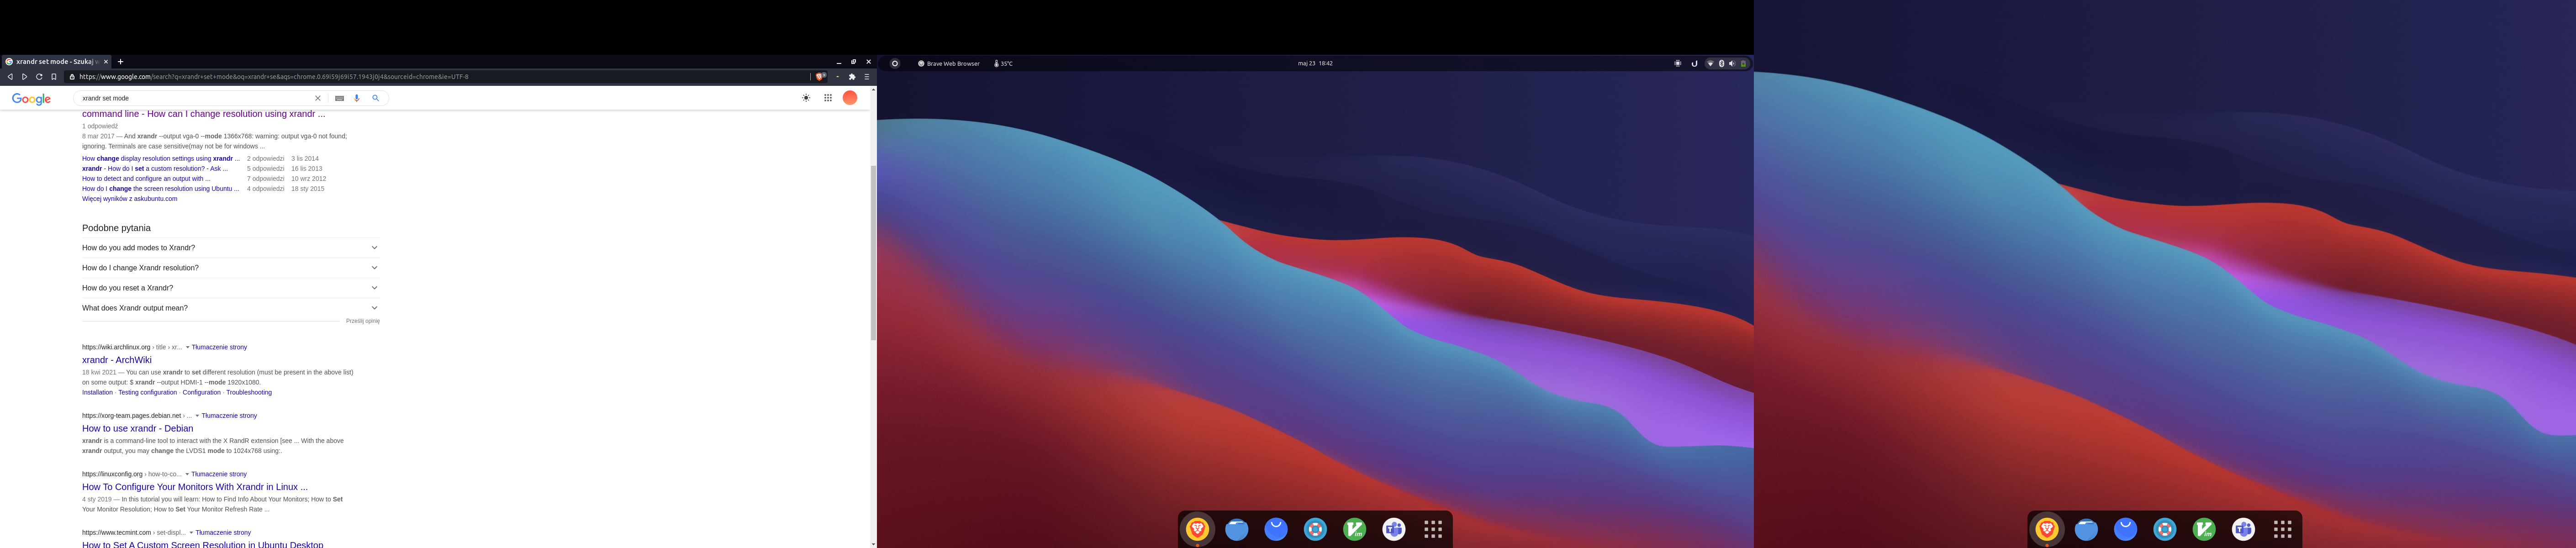 xrandr set mode - Szukaj w
https://www.google.com/search?q=xrandr+set+mode&oq=xrandr+se&aqs=chrome.0.69i59j69i57.1943j0j4&sourceid=chrome&ie=UTF-8
Google
xrandr set mode
command line - How can I change resolution using xrandr ...
1 odpowiedź
8 mar 2017 — And xrandr --output vga-0 --mode 1366x768: warning: output vga-0 not found;
ignoring. Terminals are case sensitive(may not be for windows ...
How change display resolution settings using xrandr ... 2 odpowiedzi 3 lis 2014
xrandr - How do I set a custom resolution? - Ask ... 5 odpowiedzi 16 lis 2013
How to detect and configure an output with ... 7 odpowiedzi 10 wrz 2012
How do I change the screen resolution using Ubuntu ... 4 odpowiedzi 18 sty 2015
Więcej wyników z askubuntu.com
Podobne pytania
How do you add modes to Xrandr?
How do I change Xrandr resolution?
How do you reset a Xrandr?
What does Xrandr output mean?
Prześlij opinię
https://wiki.archlinux.org › title › xr... Tłumaczenie strony
xrandr - ArchWiki
18 kwi 2021 — You can use xrandr to set different resolution (must be present in the above list)
on some output: $ xrandr --output HDMI-1 --mode 1920x1080.
Installation · Testing configuration · Configuration · Troubleshooting
https://xorg-team.pages.debian.net › ... Tłumaczenie strony
How to use xrandr - Debian
xrandr is a command-line tool to interact with the X RandR extension [see ... With the above
xrandr output, you may change the LVDS1 mode to 1024x768 using:.
https://linuxconfig.org › how-to-co... Tłumaczenie strony
How To Configure Your Monitors With Xrandr in Linux ...
4 sty 2019 — In this tutorial you will learn: How to Find Info About Your Monitors; How to Set
Your Monitor Resolution; How to Set Your Monitor Refresh Rate ...
https://www.tecmint.com › set-displ... Tłumaczenie strony
How to Set A Custom Screen Resolution in Ubuntu Desktop
Brave Web Browser 35°C maj 23 18:42